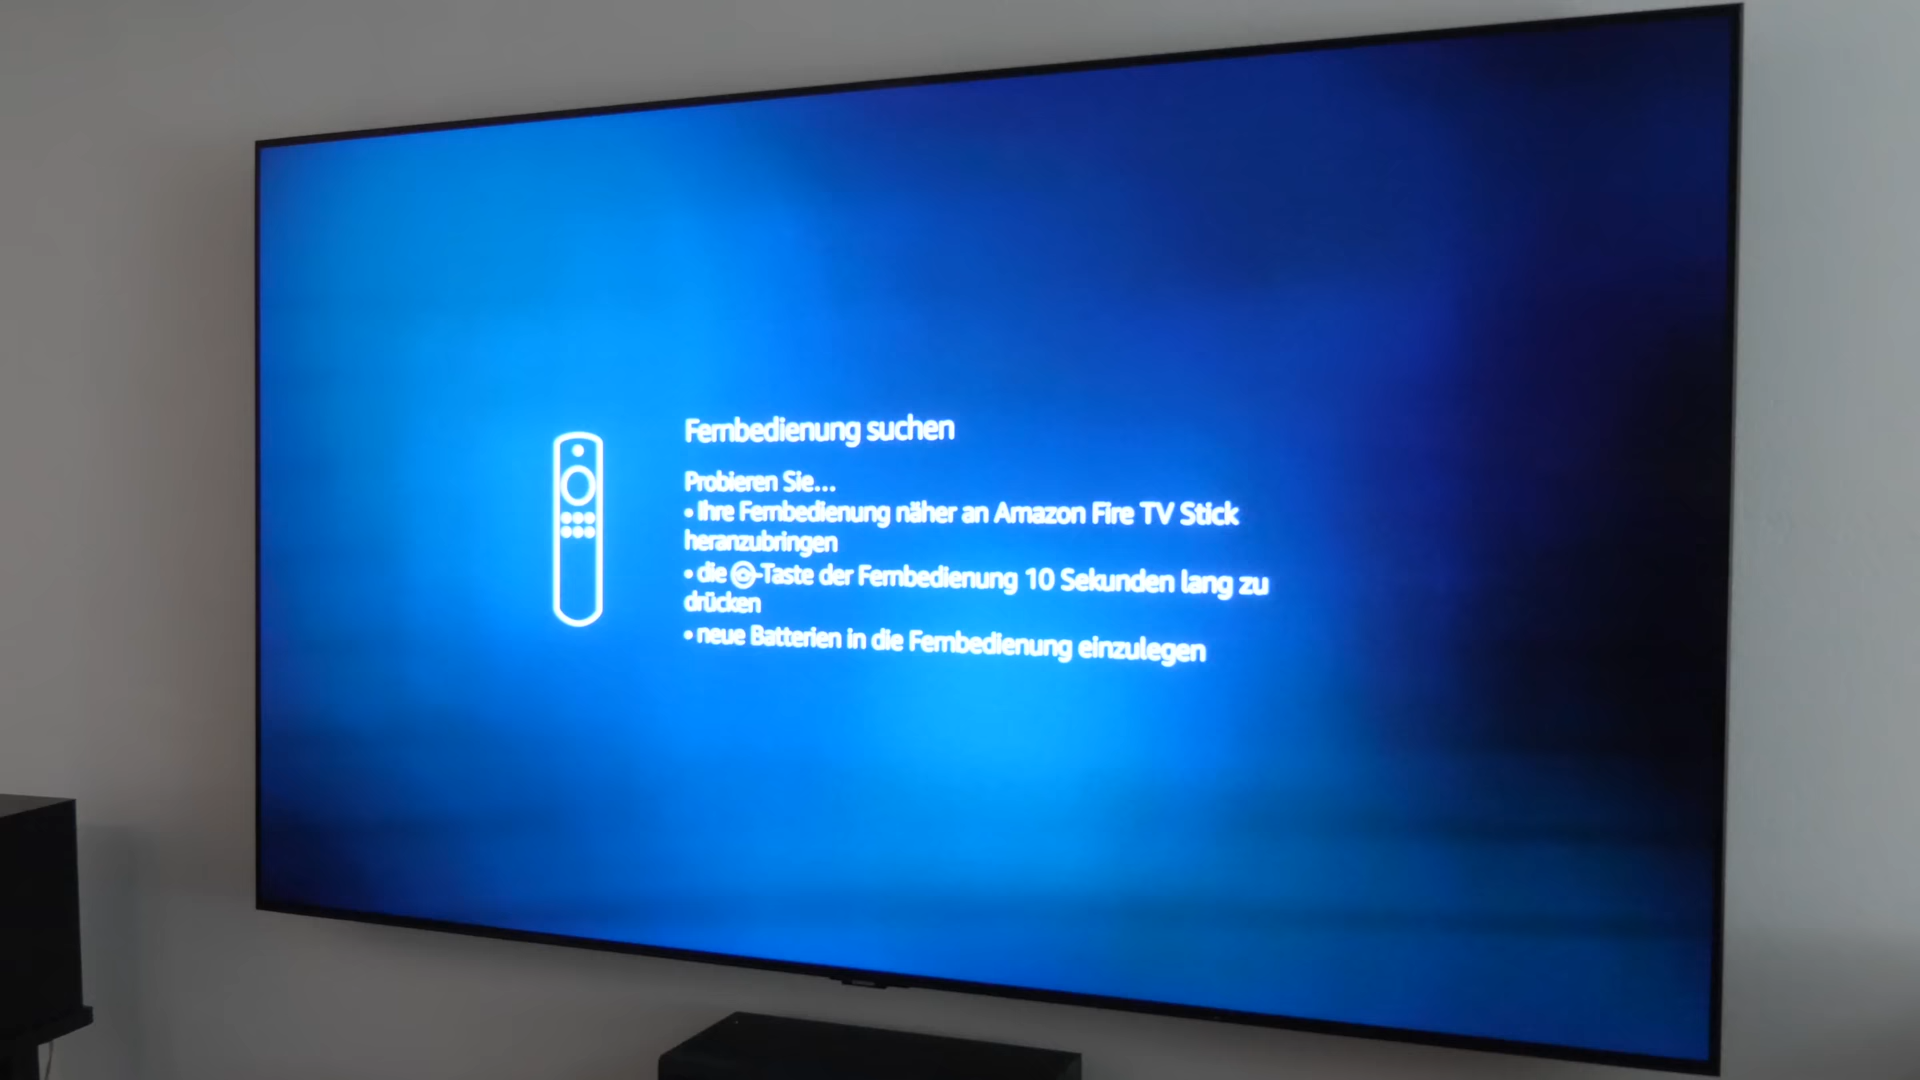 Fernbedienung suchen
Probieren Sie...
• Ihre Fernbedienung näher an Amazon Fire TV Stick
heranzubringen
• die -Taste der Fernbedienung 10 Sekunden lang zu
drücken
• neue Batterien in die Fernbedienung einzulegen